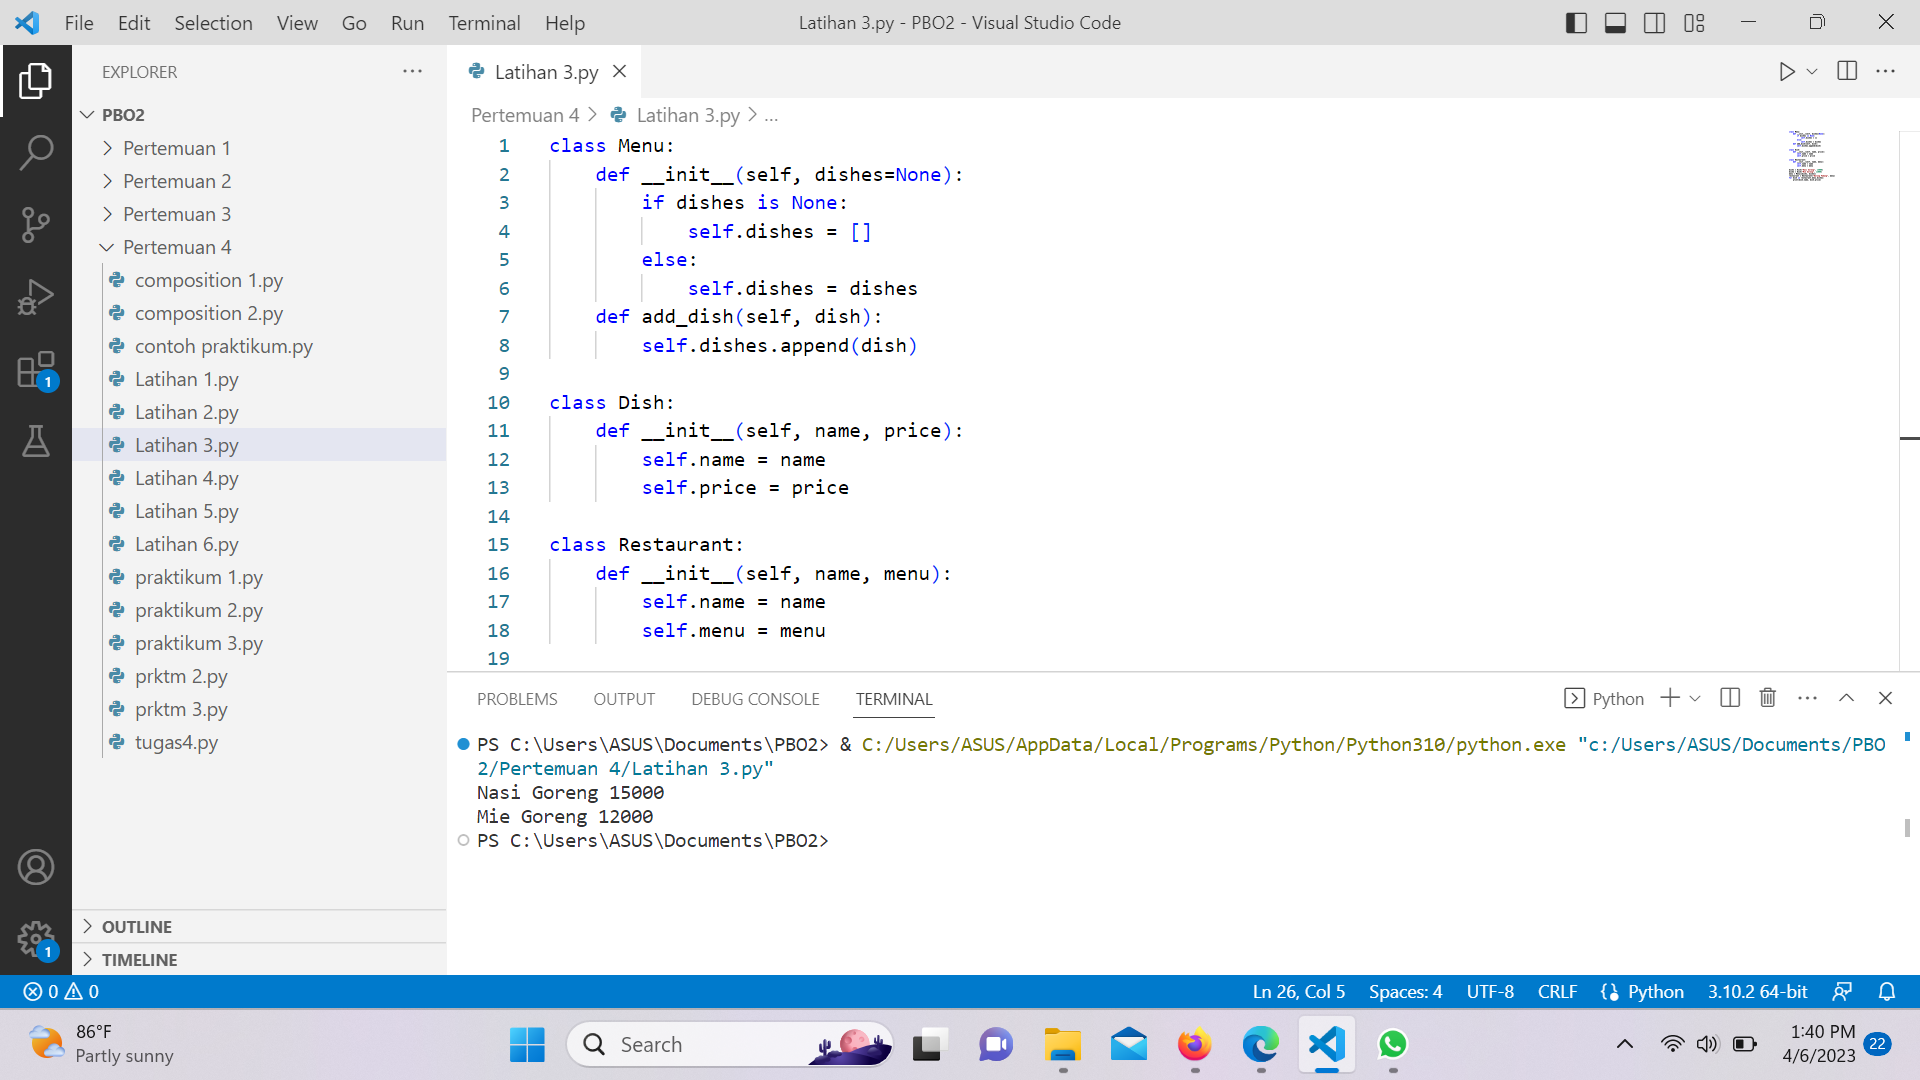 File Edit Selection View Go Run Terminal Help
Latihan 3.py - PBO2 - Visual Studio Code
EXPLORER
PBO2
Pertemuan 1
Pertemuan 2
Pertemuan 3
Pertemuan 4
composition 1.py
composition 2.py
contoh praktikum.py
Latihan 1.py
Latihan 2.py
Latihan 3.py
Latihan 4.py
Latihan 5.py
Latihan 6.py
praktikum 1.py
praktikum 2.py
praktikum 3.py
prktm 2.py
prktm 3.py
tugas4.py
OUTLINE
TIMELINE
1
1
Latihan 3.py
Pertemuan 4 > Latihan 3.py > ...
1 class Menu:
2     def __init__(self, dishes=None):
3         if dishes is None:
4             self.dishes = []
5         else:
6             self.dishes = dishes
7     def add_dish(self, dish):
8         self.dishes.append(dish)
9
10 class Dish:
11     def __init__(self, name, price):
12         self.name = name
13         self.price = price
14
15 class Restaurant:
16     def __init__(self, name, menu):
17         self.name = name
18         self.menu = menu
19
PROBLEMS OUTPUT DEBUG CONSOLE TERMINAL
Python
PS C:\Users\ASUS\Documents\PBO2> & C:/Users/ASUS/AppData/Local/Programs/Python/Python310/python.exe "c:/Users/ASUS/Documents/PBO
2/Pertemuan 4/Latihan 3.py"
Nasi Goreng 15000
Mie Goreng 12000
PS C:\Users\ASUS\Documents\PBO2>
0 0
Ln 26, Col 5 Spaces: 4 UTF-8 CRLF Python 3.10.2 64-bit
86°F
Partly sunny
Search
1:40 PM
4/6/2023
22